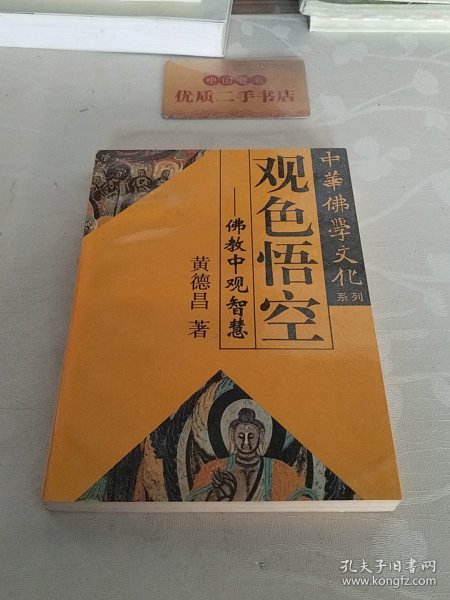 优质二手书店
中華佛學文化
系列
观色悟空
——佛教中观智慧
黄德昌 著
孔夫子旧书网
www.kongfz.com